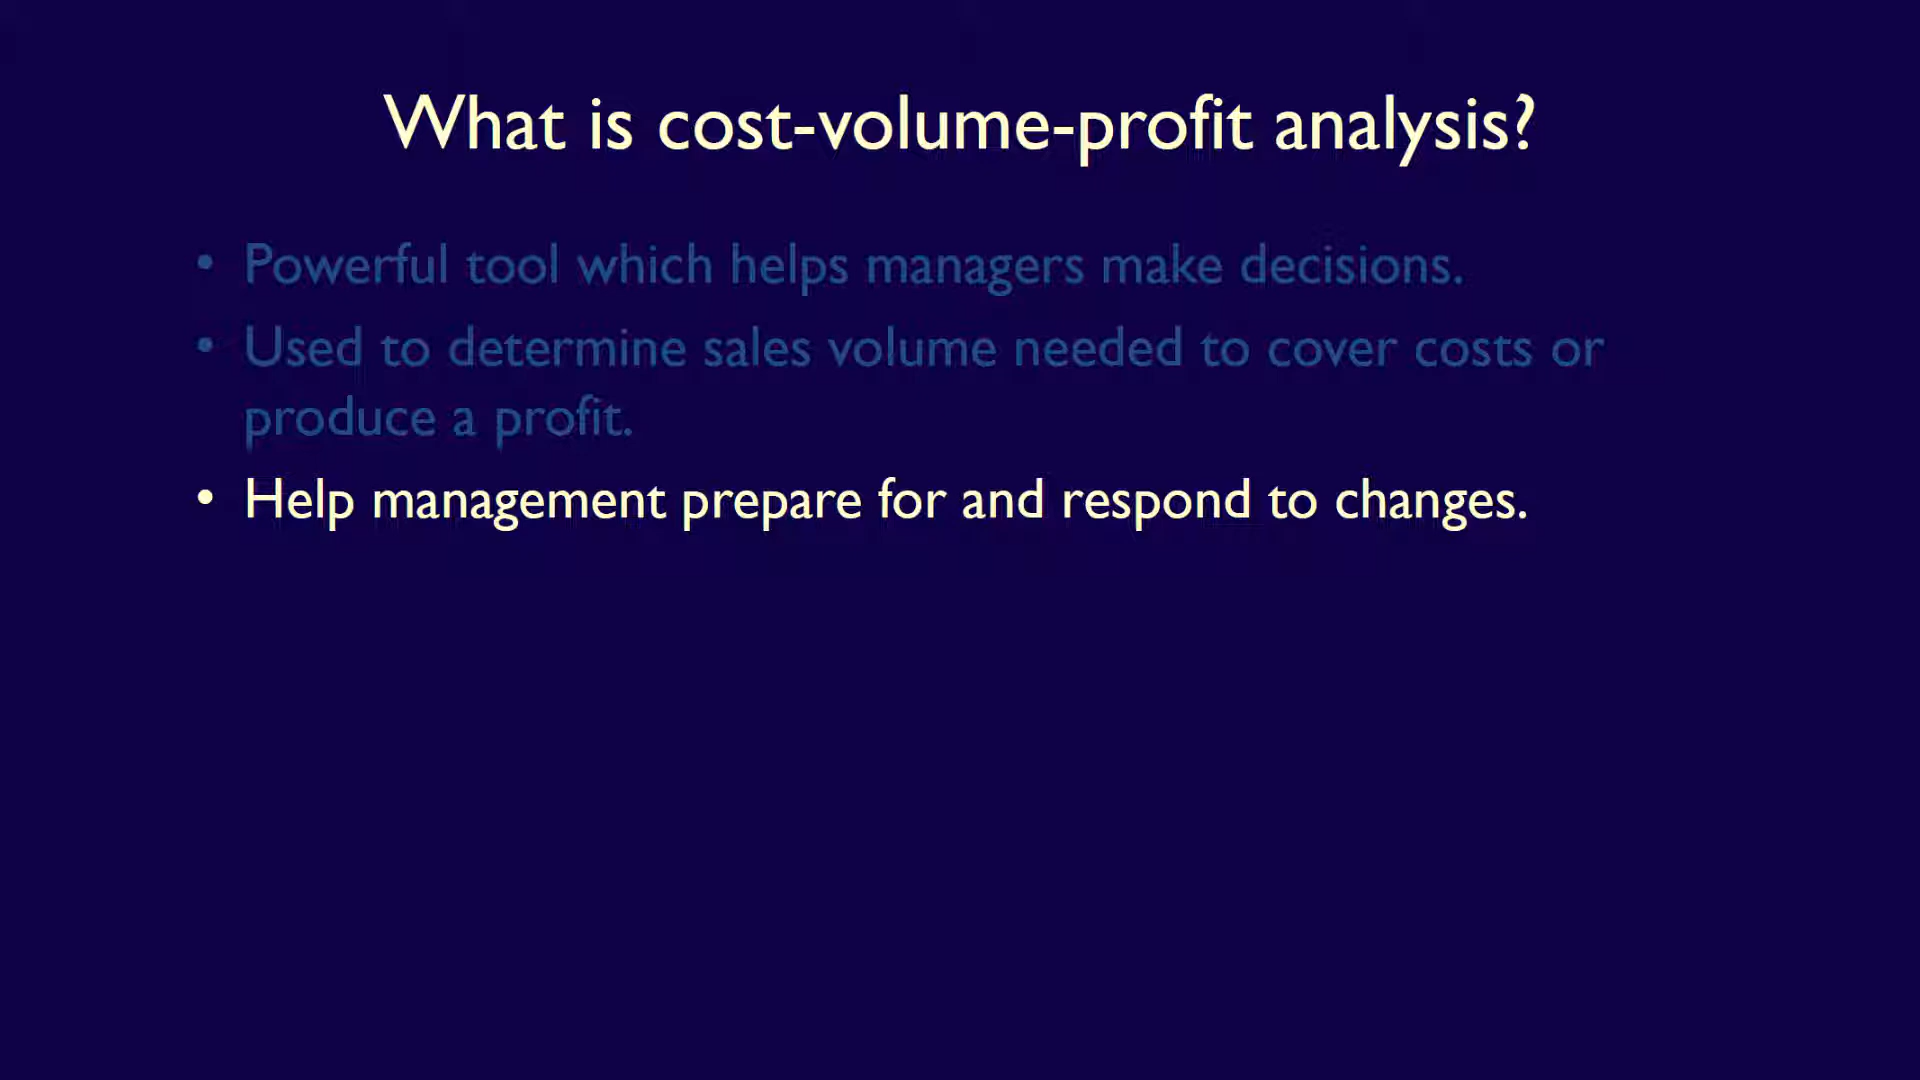 What is cost-volume-profit analysis?
• Powerful tool which helps managers make decisions.
• Used to determine sales volume needed to cover costs or
produce a profit.
• Help management prepare for and respond to changes.